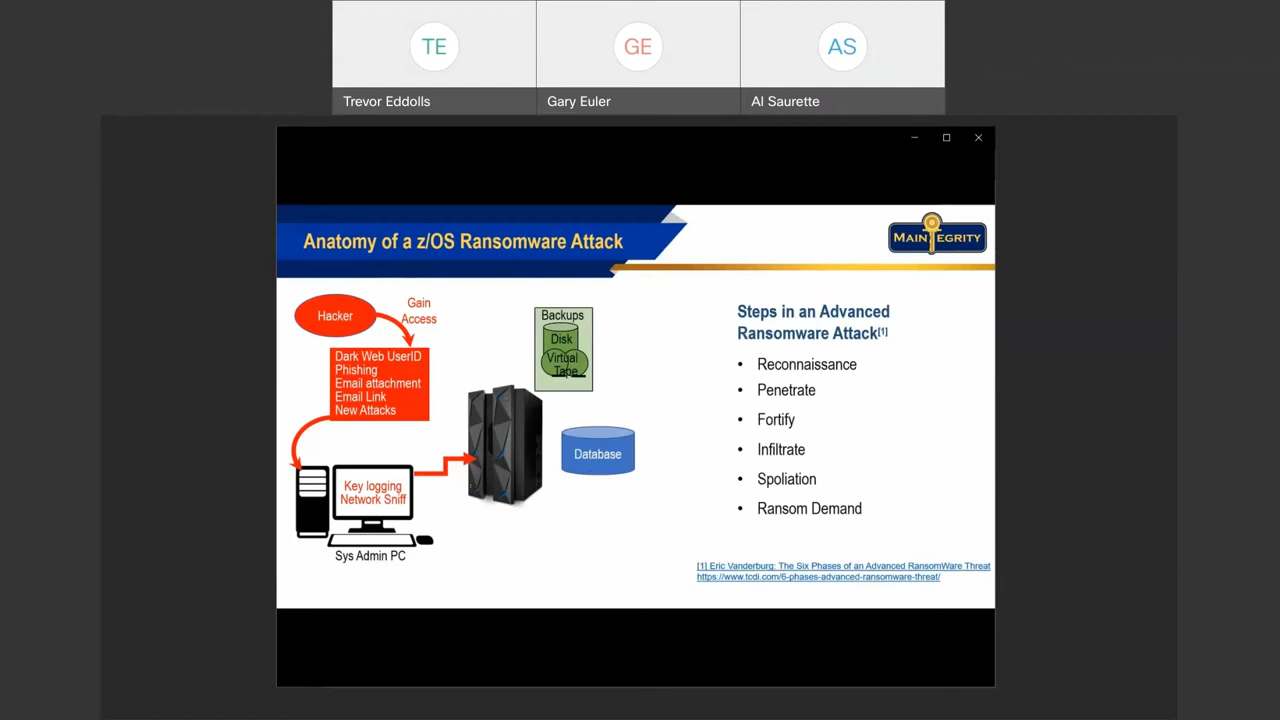 TE
GE
AS
Trevor Eddolls
Gary Euler
Al Saurette
Anatomy of a z/OS Ransomware Attack
MAINTEGRITY
Hacker
Gain
Access
Dark Web UserID
Phishing
Email attachment
Email Link
New Attacks
Key logging
Network Sniff
Sys Admin PC
Backups
Disk
Virtual
Tape
Database
Steps in an Advanced
Ransomware Attack[1]
• Reconnaissance
• Penetrate
• Fortify
• Infiltrate
• Spoliation
• Ransom Demand
[1] Eric Vanderburg: The Six Phases of an Advanced RansomWare Threat
https://www.tcdi.com/6-phases-advanced-ransomware-threat/